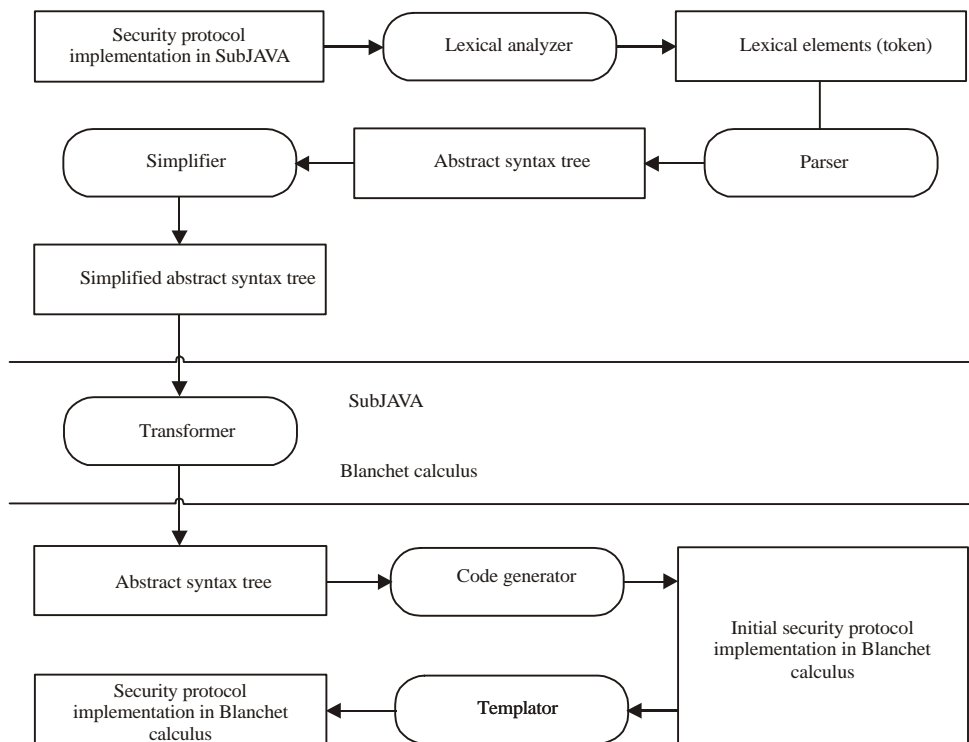 Security protocol
implementation in SubJAVA
Lexical analyzer
Lexical elements (token)
Simplifier
Abstract syntax tree
Parser
Simplified abstract syntax tree
SubJAVA
Transformer
Blanchet calculus
Abstract syntax tree
Code generator
Initial security protocol
implementation in Blanchet
calculus
Security protocol
implementation in Blanchet
calculus
Templator